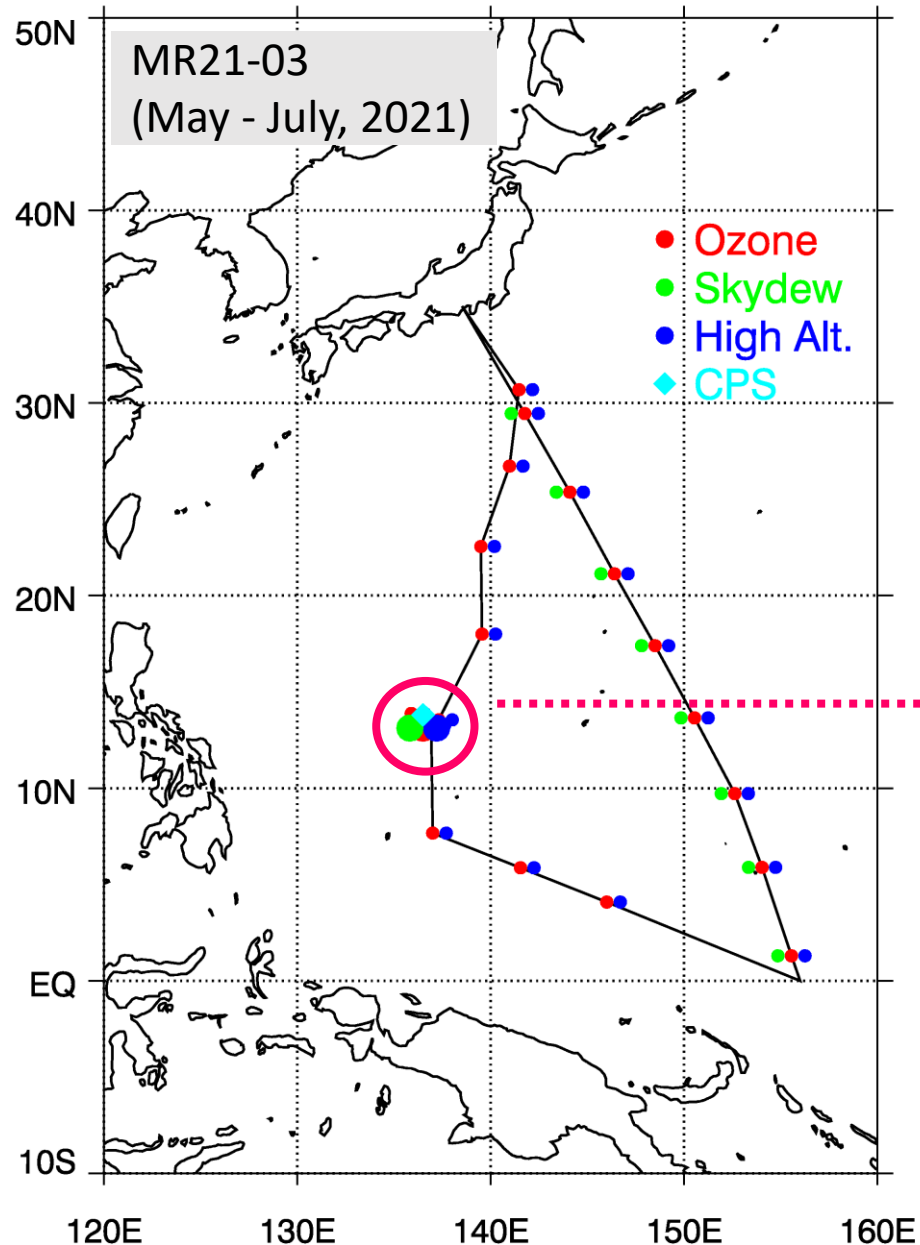 50N
MR21-03
(May - July, 2021)
40N
Ozone
Skydew
High Alt.
CPS
30N
20N
10N
EQ
10S
120E 130E 140E 150E 160E